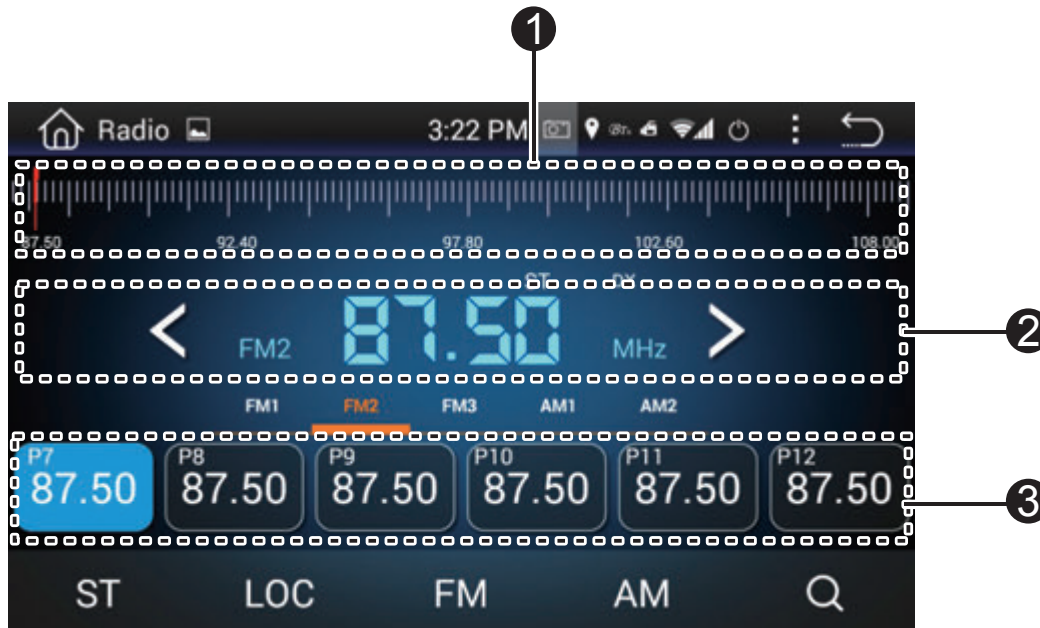 1
Radio 3:22 PM
87.50 92.40 97.80 102.60 108.00
ST DX
FM2 87.50 MHz
2
FM1 FM2 FM3 AM1 AM2
P7 P8 P9 P10 P11 P12
87.50 87.50 87.50 87.50 87.50 87.50
3
ST LOC FM AM